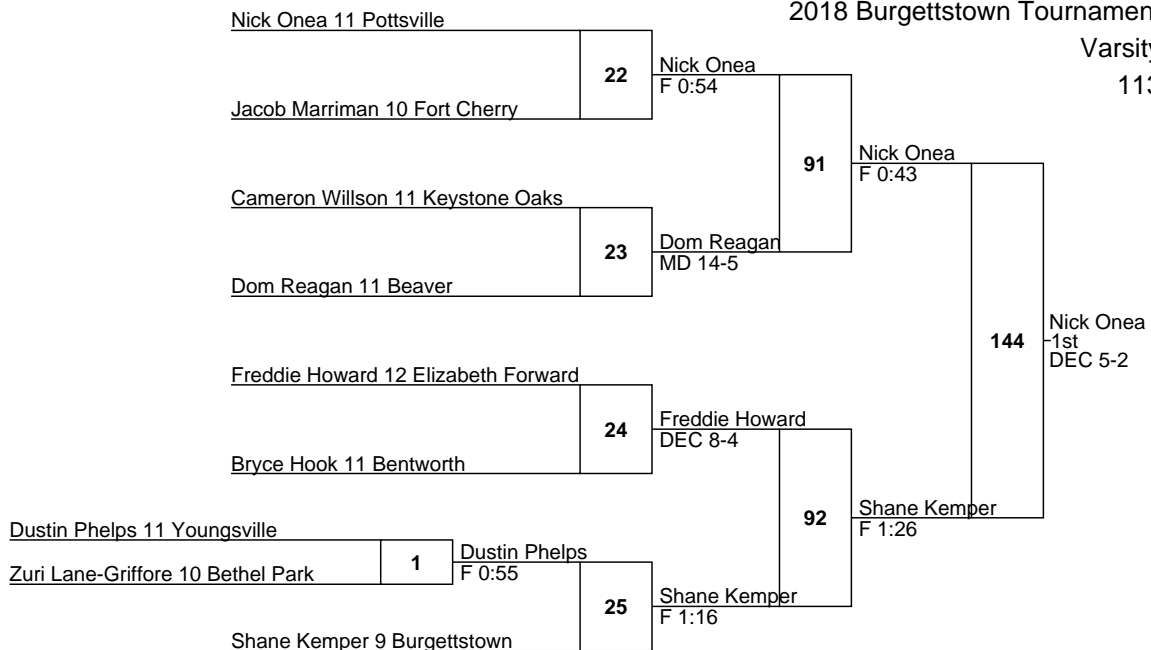 2018 Burgettstown Tournamen
Varsity
113
Nick Onea 11 Pottsville
22
Nick Onea
F 0:54
Jacob Marriman 10 Fort Cherry
91
Nick Onea
F 0:43
Cameron Willson 11 Keystone Oaks
23
Dom Reagan
MD 14-5
Dom Reagan 11 Beaver
144
Nick Onea
1st
DEC 5-2
Freddie Howard 12 Elizabeth Forward
24
Freddie Howard
DEC 8-4
Bryce Hook 11 Bentworth
92
Shane Kemper
F 1:26
Dustin Phelps 11 Youngsville
1
Dustin Phelps
F 0:55
Zuri Lane-Griffore 10 Bethel Park
25
Shane Kemper
F 1:16
Shane Kemper 9 Burgettstown